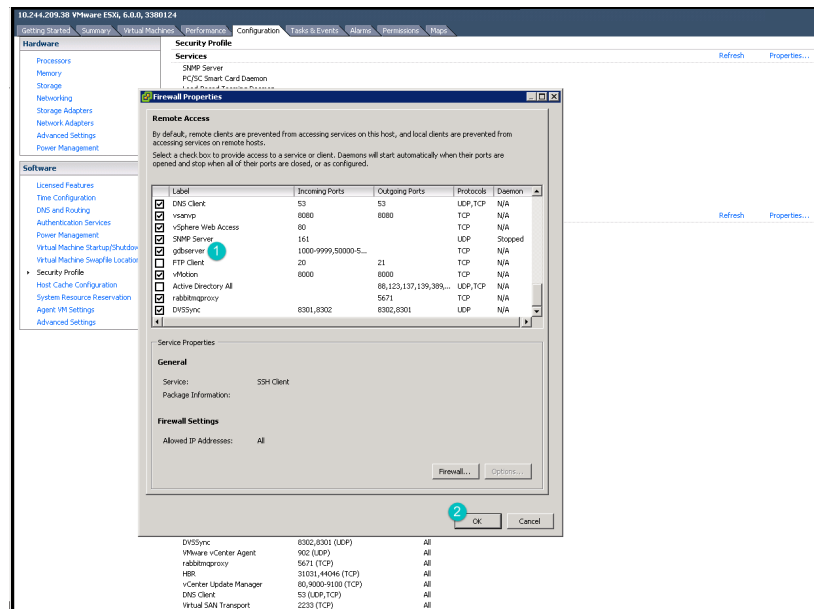 10.244.209.38 VMware ESXi, 6.0.0, 3380124
Getting Started Summary Virtual Machines Performance Configuration Tasks & Events Alarms Permissions Maps
Hardware
Processors
Memory
Storage
Networking
Storage Adapters
Network Adapters
Advanced Settings
Power Management
Software
Licensed Features
Time Configuration
DNS and Routing
Authentication Services
Power Management
Virtual Machine Startup/Shutdow
Virtual Machine Swapfile Location
Security Profile
Host Cache Configuration
System Resource Reservation
Agent VM Settings
Advanced Settings
Security Profile
Services Refresh Properties...
SNMP Server
PC/SC Smart Card Daemon
Refresh Properties...
Firewall Properties
Remote Access
By default, remote clients are prevented from accessing services on this host, and local clients are prevented from
accessing services on remote hosts.
Select a check box to provide access to a service or client. Daemons will start automatically when their ports are
opened and stop when all of their ports are closed, or as configured.
Label Incoming Ports Outgoing Ports Protocols Daemon
DNS Client 53 53 UDP,TCP N/A
vsanvp 8080 8080 TCP N/A
vSphere Web Access 80 TCP N/A
SNMP Server 161 UDP Stopped
gdbserver 1 1000-9999,50000-5... TCP N/A
FTP Client 20 21 TCP N/A
vMotion 8000 8000 TCP N/A
Active Directory All 88,123,137,139,389,... UDP,TCP N/A
rabbitmqproxy 5671 TCP N/A
DVSSync 8301,8302 8302,8301 UDP N/A
Service Properties
General
Service: SSH Client
Package Information:
Firewall Settings
Allowed IP Addresses: All
Firewall... Options...
2
OK Cancel
DVSSync 8302,8301 (UDP) All
VMware vCenter Agent 902 (UDP) All
rabbitmqproxy 5671 (TCP) All
HBR 31031,44046 (TCP) All
vCenter Update Manager 80,9000-9100 (TCP) All
DNS Client 53 (UDP,TCP) All
Virtual SAN Transport 2233 (TCP) All